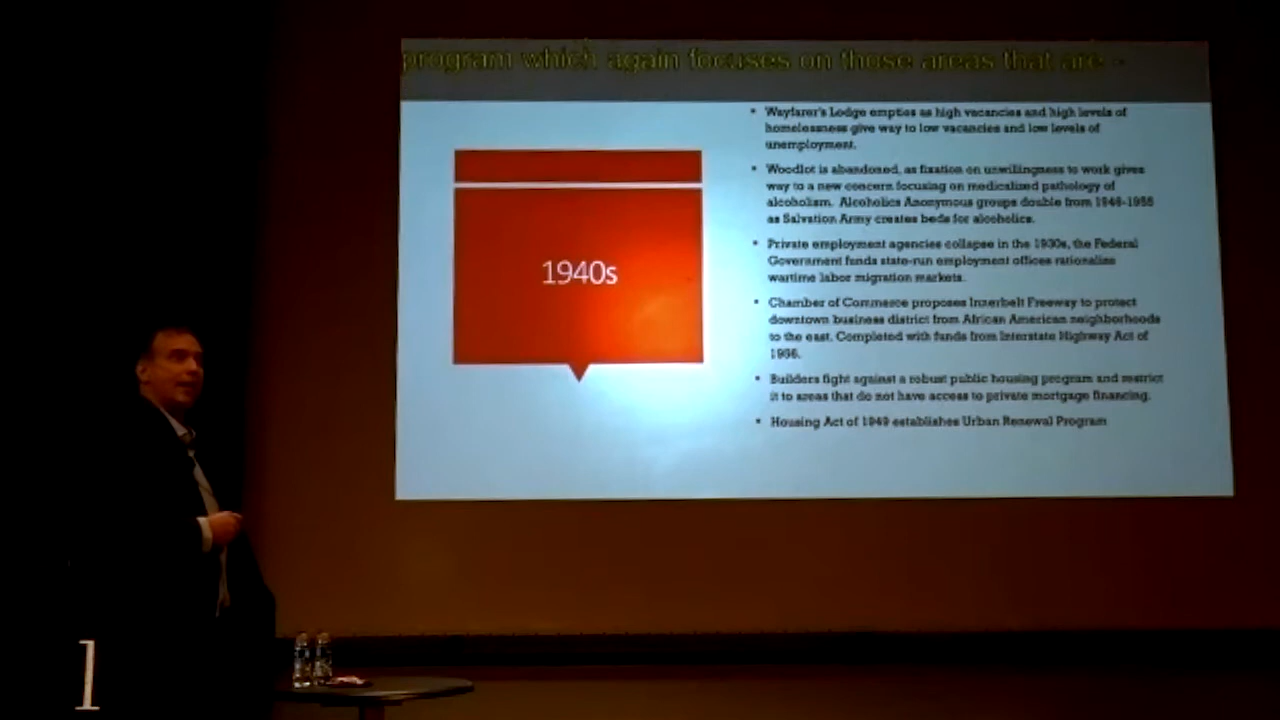 program which again focuses on those areas that are -
1940s
• Wayfarer's Lodge empties as high vacancies and high levels of
homelessness give way to low vacancies and low levels of
unemployment.
• Woodlot is abandoned, as fixation on unwillingness to work gives
way to a new concern focusing on medicalized pathology of
alcoholism. Alcoholics Anonymous groups double from 1946-1955
as Salvation Army creates beds for alcoholics.
• Private employment agencies collapse in the 1930s, the Federal
Government funds state-run employment offices rationalize
wartime labor migration markets.
• Chamber of Commerce proposes Innerbelt Freeway to protect
downtown business district from African American neighborhoods
to the east. Completed with funds from Interstate Highway Act of
1956.
• Builders fight against a robust public housing program and restrict
it to areas that do not have access to private mortgage financing.
• Housing Act of 1949 establishes Urban Renewal Program
1